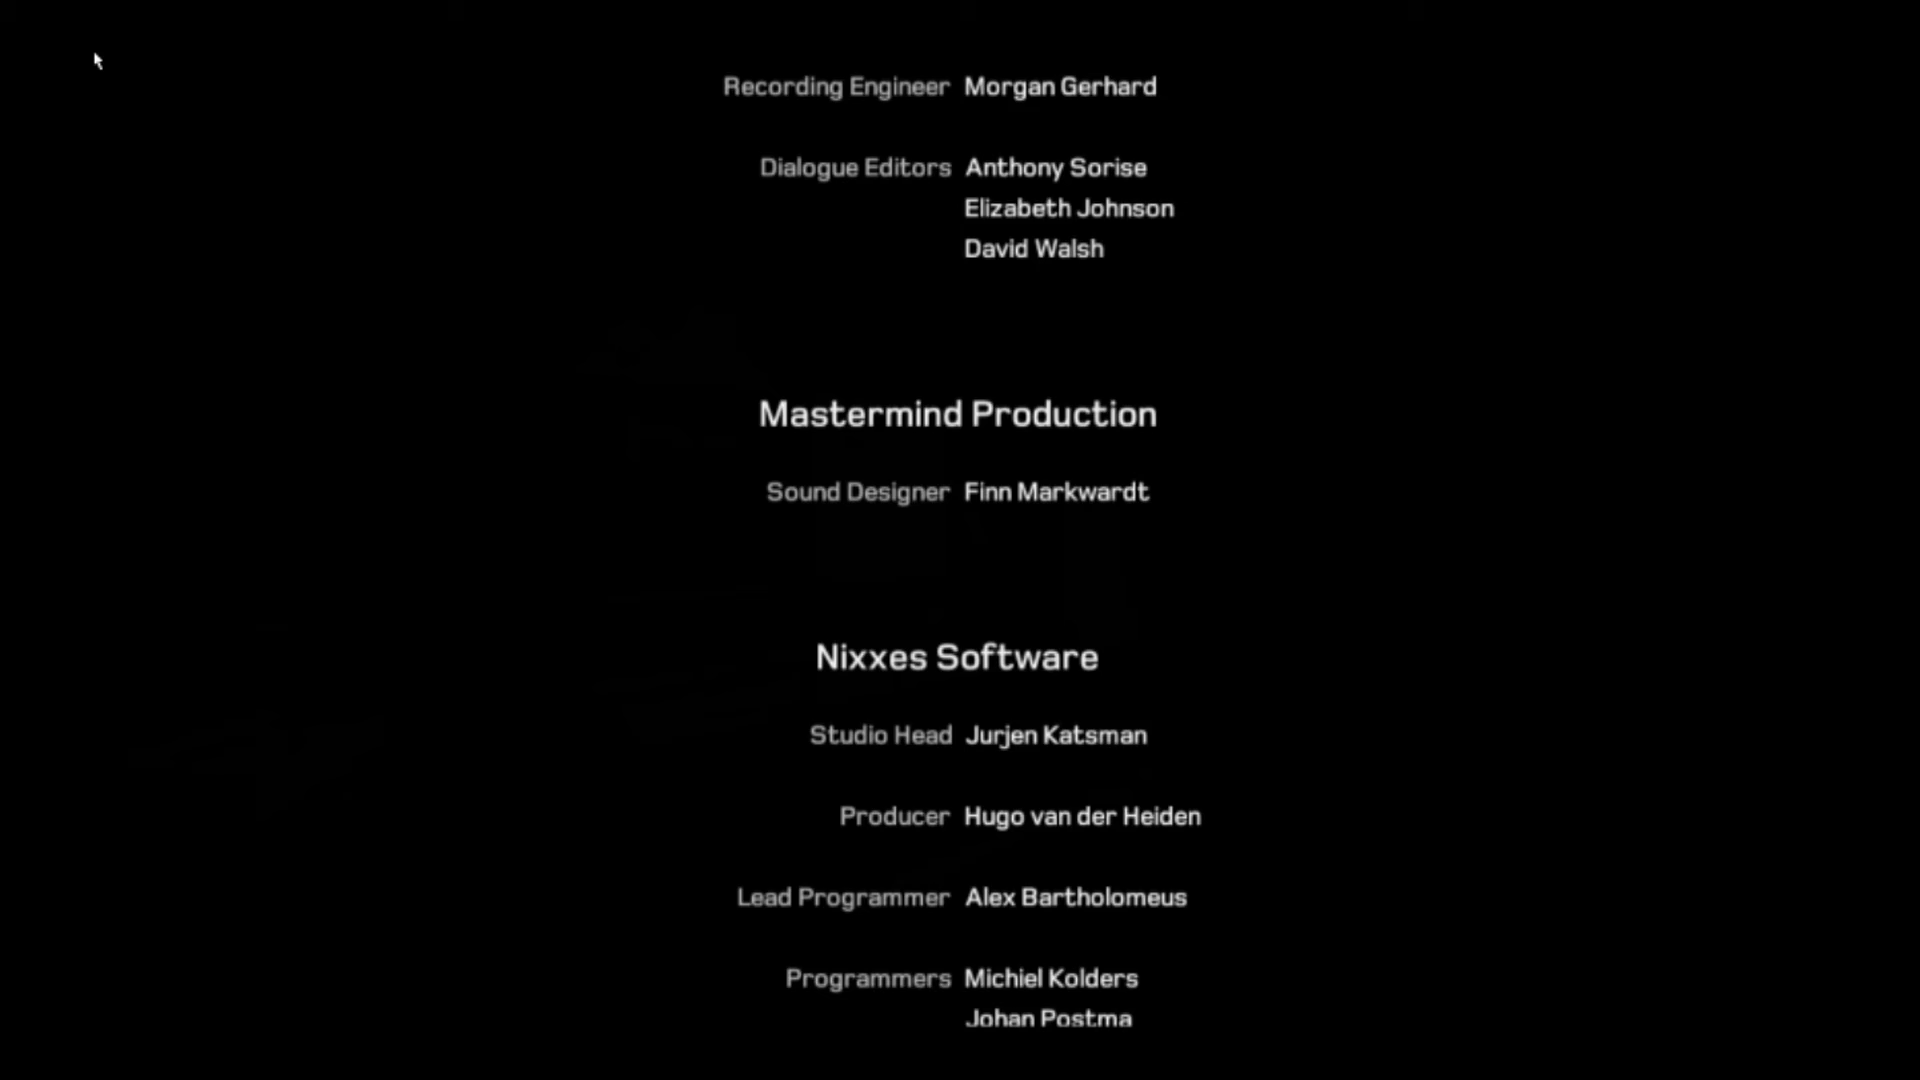 Recording Engineer Morgan Gerhard
Dialogue Editors Anthony Sorise
Elizabeth Johnson
David Walsh
Mastermind Production
Sound Designer Finn Markwardt
Nixxes Software
Studio Head Jurjen Katsman
Producer Hugo van der Heiden
Lead Programmer Alex Bartholomeus
Programmers Michiel Kolders
Johan Postma